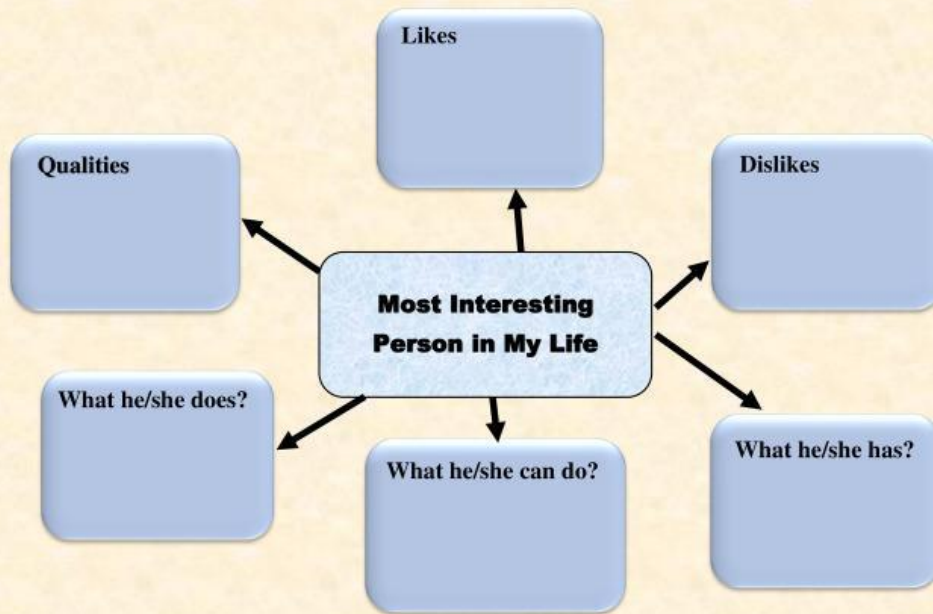 Likes
Qualities
Dislikes
Most Interesting
Person in My Life
What he/she does?
What he/she can do?
What he/she has?